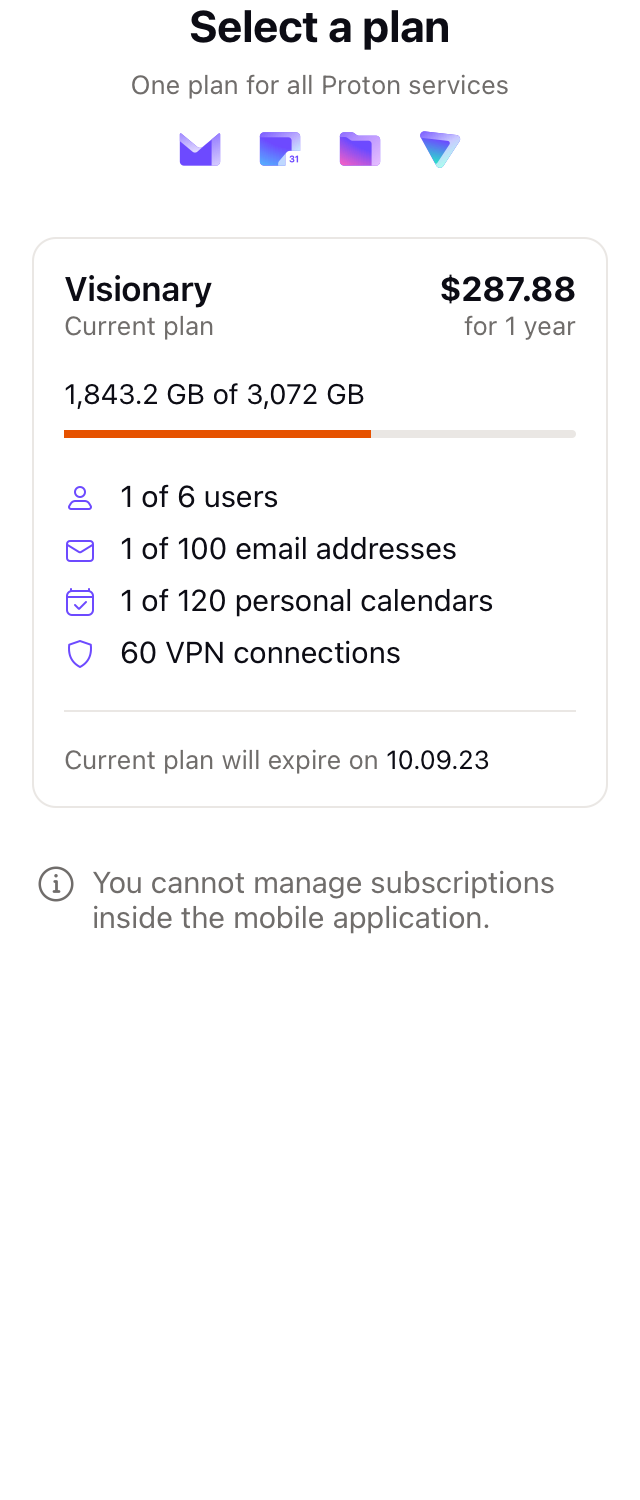 Select a plan
One plan for all Proton services
31
Visionary
$287.88
Current plan
for 1 year
1,843.2 GB of 3,072 GB
1 of 6 users
1 of 100 email addresses
1 of 120 personal calendars
60 VPN connections
Current plan will expire on 10.09.23
You cannot manage subscriptions
inside the mobile application.